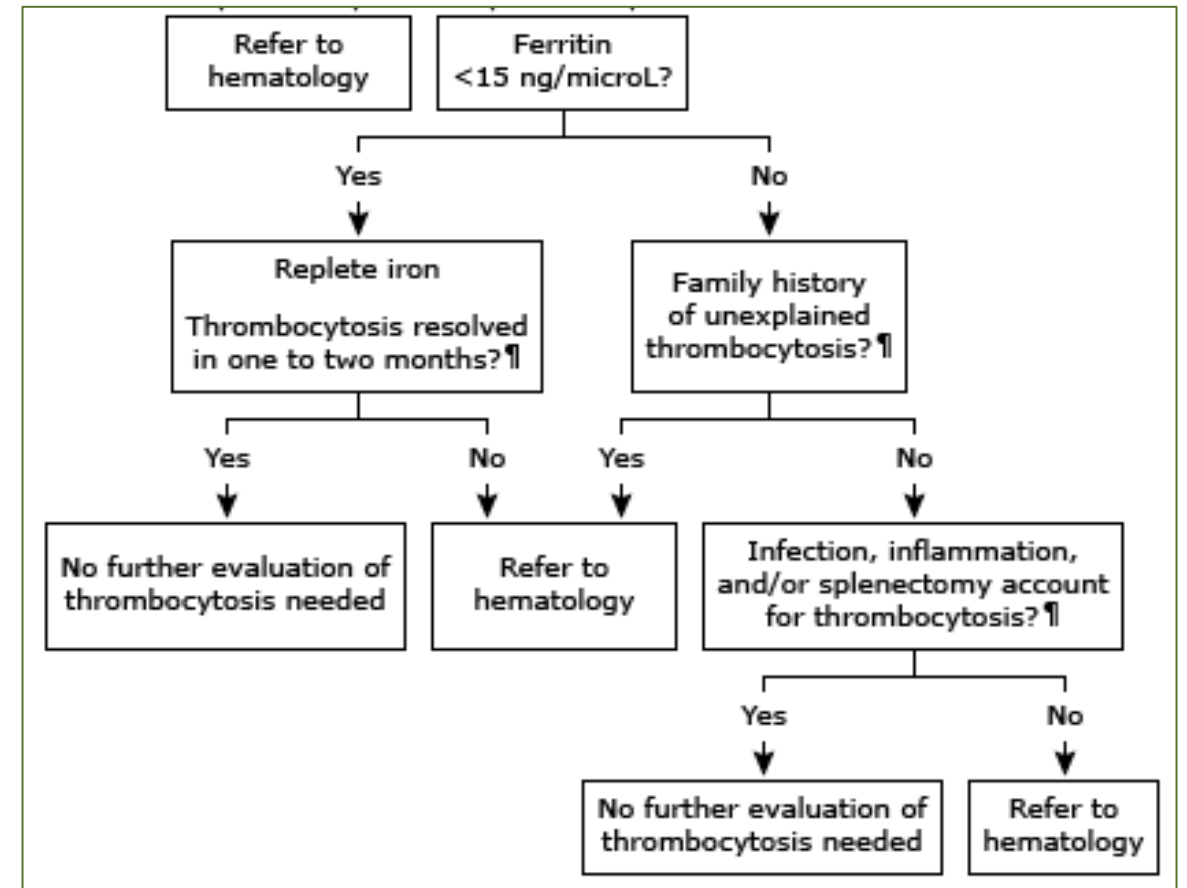 Refer to
hematology
Ferritin
<15 ng/microL?
Yes
No
Replete iron
Thrombocytosis resolved
in one to two months?¶
Family history
of unexplained
thrombocytosis?¶
Yes
No
Yes
No
No further evaluation of
thrombocytosis needed
Refer to
hematology
Infection, inflammation,
and/or splenectomy account
for thrombocytosis?¶
Yes
No
No further evaluation of
thrombocytosis needed
Refer to
hematology